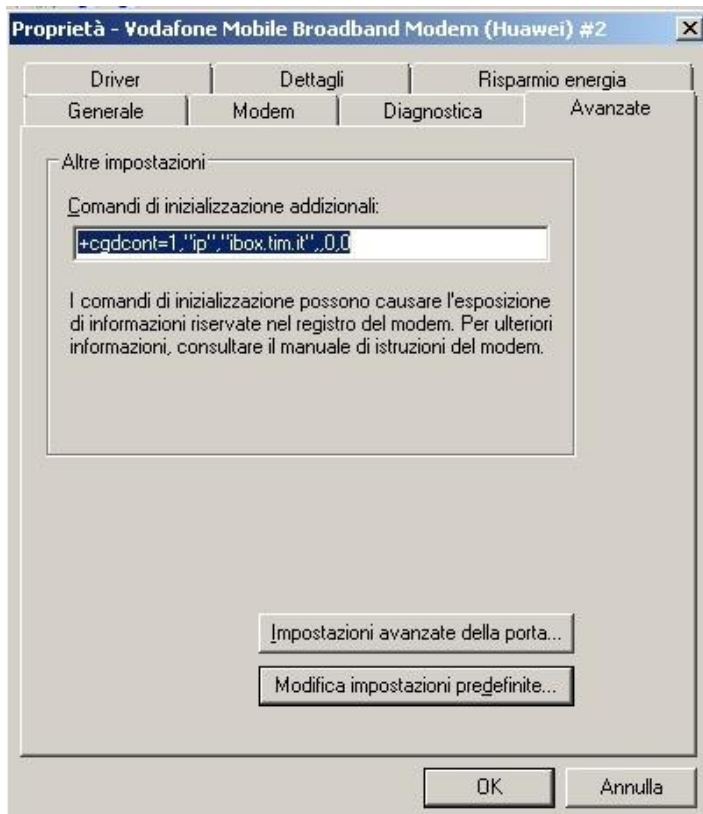 Proprietà - Vodafone Mobile Broadband Modem (Huawei) #2
Driver Dettagli Risparmio energia
Generale Modem Diagnostica Avanzate
Altre impostazioni
Comandi di inizializzazione addizionali:
+cgdcont=1,"ip","ibox.tim.it",,0,0
I comandi di inizializzazione possono causare l'esposizione
di informazioni riservate nel registro del modem. Per ulteriori
informazioni, consultare il manuale di istruzioni del modem.
Impostazioni avanzate della porta...
Modifica impostazioni predefinite...
OK Annulla